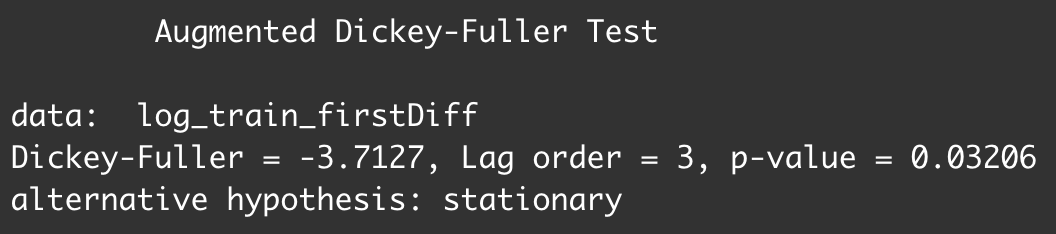 Augmented Dickey-Fuller Test
data:  log_train_firstDiff
Dickey-Fuller = -3.7127, Lag order = 3, p-value = 0.03206
alternative hypothesis: stationary